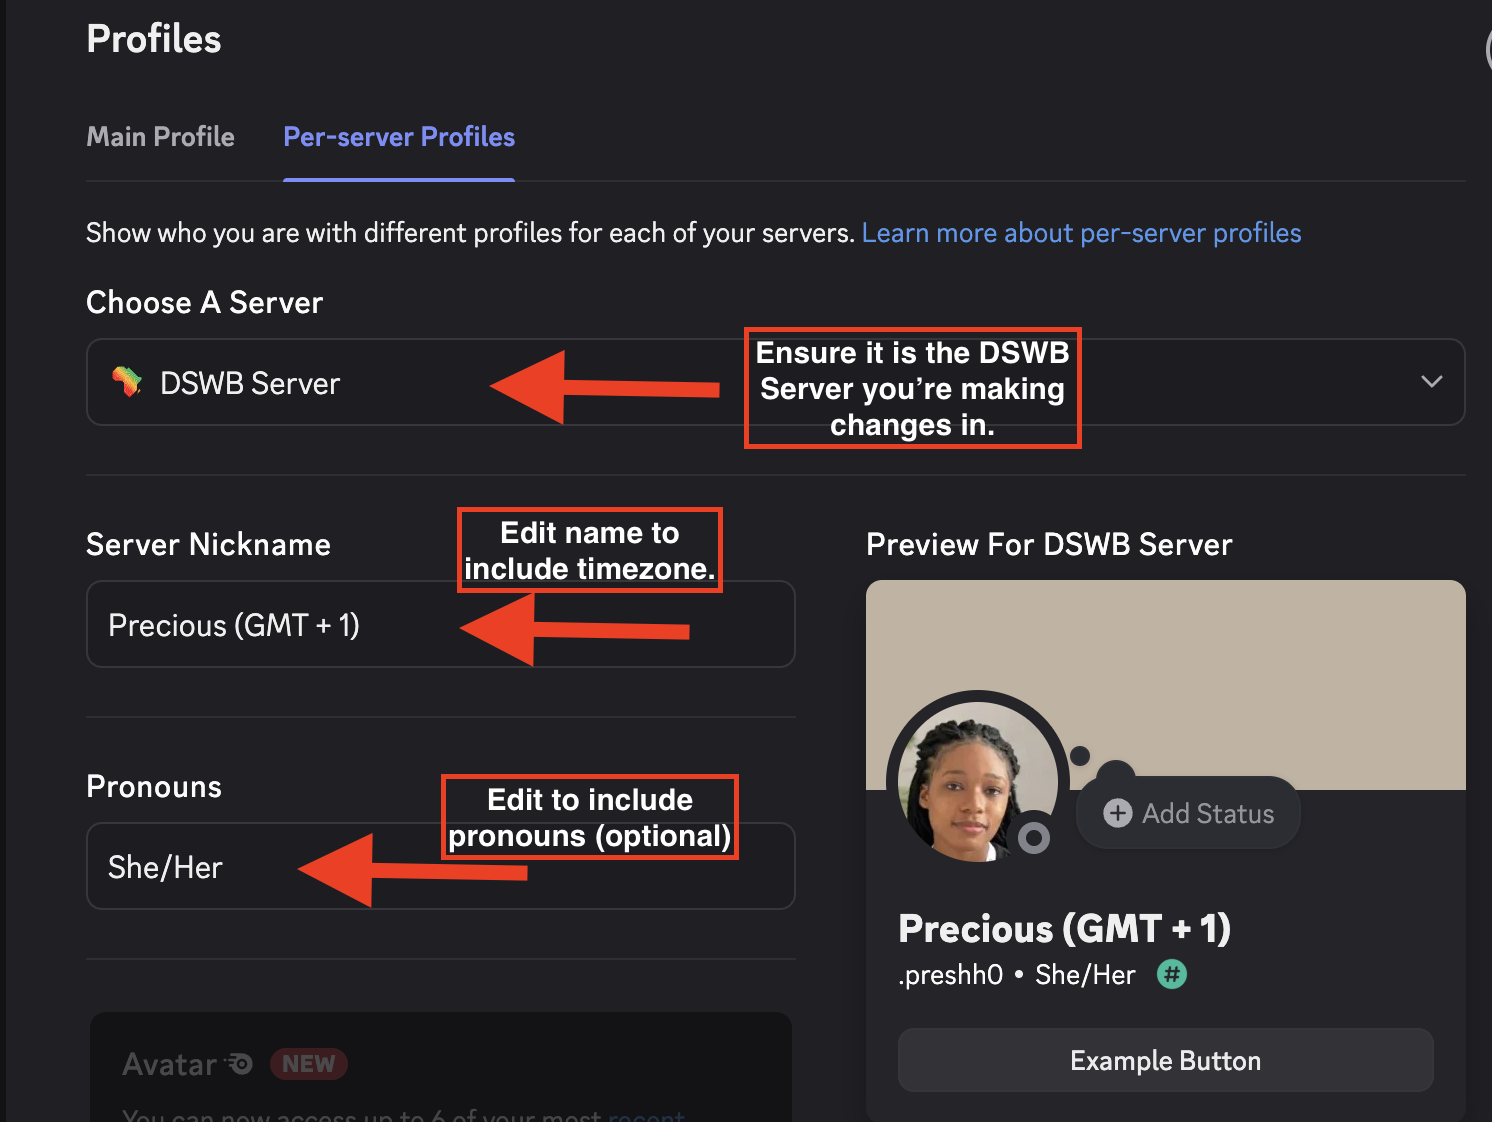 Profiles
Main Profile
Per-server Profiles
Show who you are with different profiles for each of your servers. Learn more about per-server profiles
Choose A Server
DSWB Server
Ensure it is the DSWB
Server you're making
changes in.
Server Nickname
Edit name to
include timezone.
Precious (GMT + 1)
Pronouns
Edit to include
pronouns (optional)
She/Her
Avatar
NEW
You can now access up to 6 of your most recent
Preview For DSWB Server
Add Status
Precious (GMT + 1)
.preshh0 • She/Her
#
Example Button